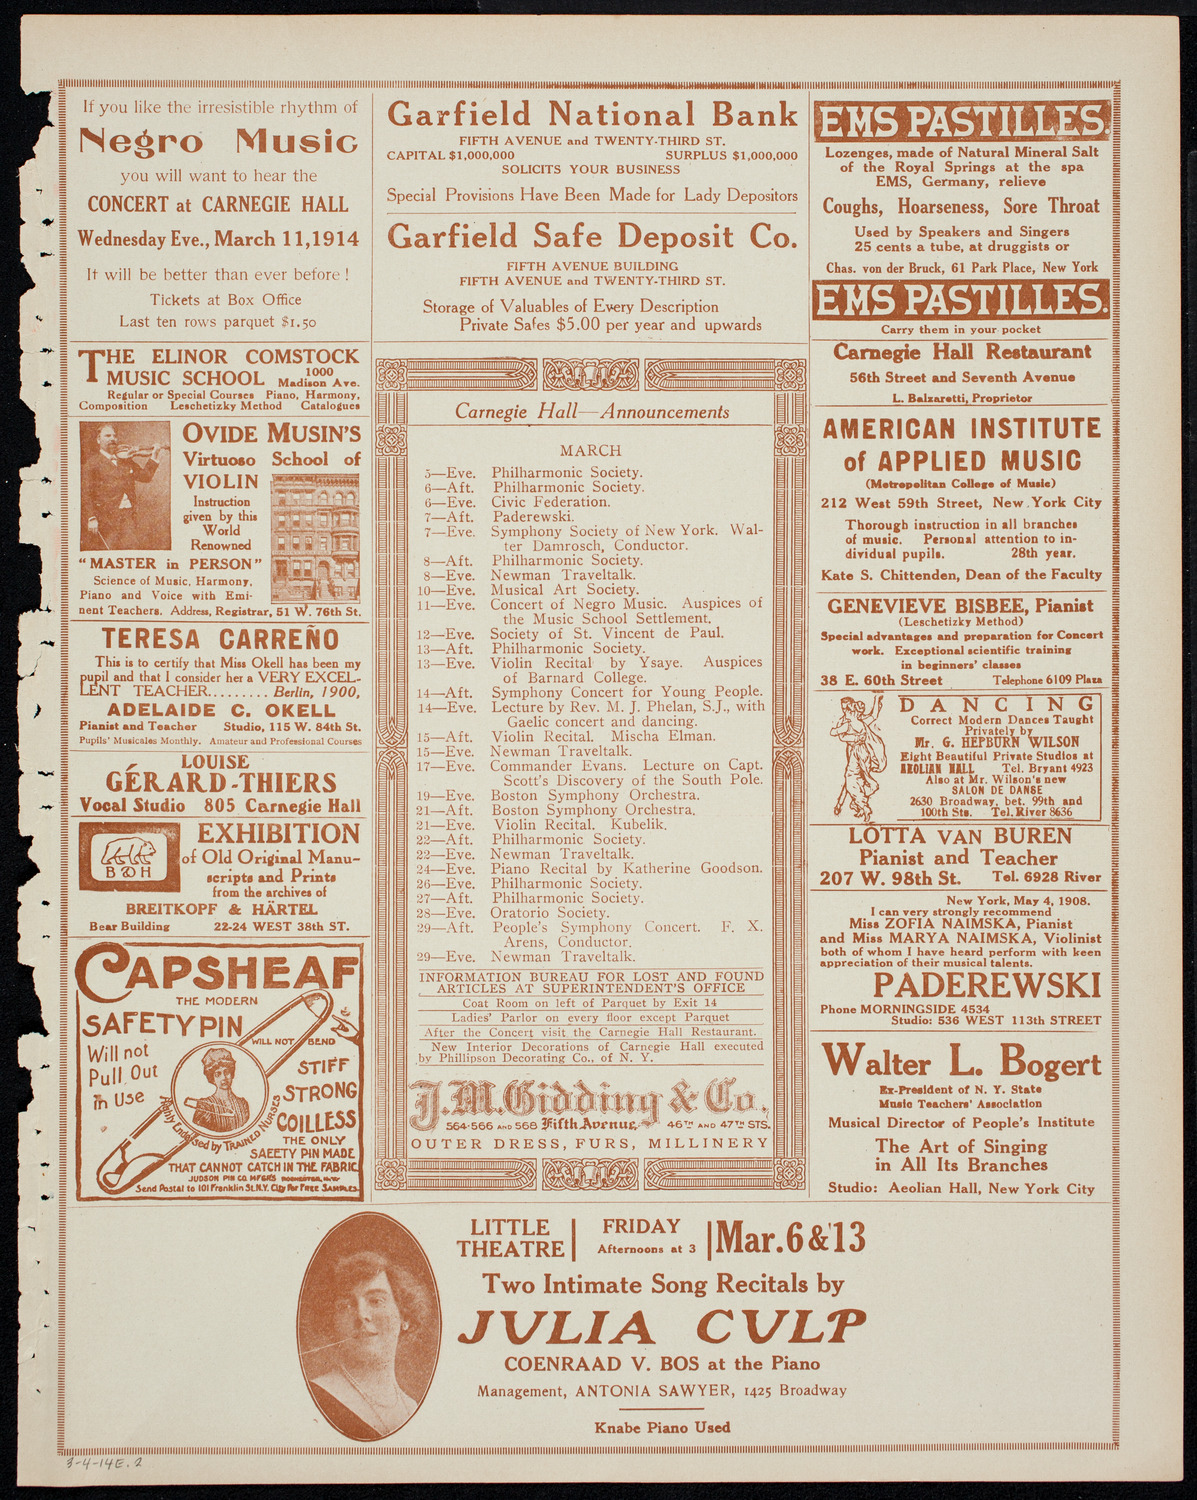 If you like the irresistible rhythm of
Negro Music
you will want to hear the
CONCERT at CARNEGIE HALL
Wednesday Eve., March 11, 1914
It will be better than ever before !
Tickets at Box Office
Last ten rows parquet $1.50
THE ELINOR COMSTOCK
MUSIC SCHOOL 1000 Madison Ave.
Regular or Special Courses Piano, Harmony,
Composition Leschetizky Method Catalogues
OVIDE MUSIN'S
Virtuoso School of
VIOLIN
Instruction
given by this
World
Renowned
"MASTER in PERSON"
Science of Music, Harmony,
Piano and Voice with Emi-
nent Teachers. Address, Registrar, 51 W. 76th St.
TERESA CARREÑO
This is to certify that Miss Okell has been my
pupil and that I consider her a VERY EXCEL-
LENT TEACHER......... Berlin, 1900,
ADELAIDE C. OKELL
Pianist and Teacher Studio, 115 W. 84th St.
Pupils' Musicales Monthly. Amateur and Professional Courses
LOUISE
GÉRARD-THIERS
Vocal Studio 805 Carnegie Hall
B & H
EXHIBITION
of Old Original Manu-
scripts and Prints
from the archives of
BREITKOPF & HÄRTEL
Bear Building 22-24 WEST 38th ST.
CAPSHEAF
THE MODERN
SAFETY PIN
WILL NOT BEND
Will not
Pull Out
in Use
STIFF
STRONG
COILLESS
Highly Endorsed by TRAINED NURSES
THE ONLY
SAFETY PIN MADE
THAT CANNOT CATCH IN THE FABRIC
JUDSON PIN CO. MFGRS ROCHESTER, N.Y.
Send Postal to 101 Franklin St. N.Y. City For FREE SAMPLES.
Garfield National Bank
FIFTH AVENUE and TWENTY-THIRD ST.
CAPITAL $1,000,000 SURPLUS $1,000,000
SOLICITS YOUR BUSINESS
Special Provisions Have Been Made for Lady Depositors
Garfield Safe Deposit Co.
FIFTH AVENUE BUILDING
FIFTH AVENUE and TWENTY-THIRD ST.
Storage of Valuables of Every Description
Private Safes $5.00 per year and upwards
Carnegie Hall—Announcements
MARCH
5—Eve. Philharmonic Society.
6—Aft. Philharmonic Society.
6—Eve. Civic Federation.
7—Aft. Paderewski.
7—Eve. Symphony Society of New York. Wal-
ter Damrosch, Conductor.
8—Aft. Philharmonic Society.
8—Eve. Newman Traveltalk.
10—Eve. Musical Art Society.
11—Eve. Concert of Negro Music. Auspices of
the Music School Settlement.
12—Eve. Society of St. Vincent de Paul.
13—Aft. Philharmonic Society.
13—Eve. Violin Recital by Ysaye. Auspices
of Barnard College.
14—Aft. Symphony Concert for Young People.
14—Eve. Lecture by Rev. M. J. Phelan, S.J., with
Gaelic concert and dancing.
15—Aft. Violin Recital. Mischa Elman.
15—Eve. Newman Traveltalk.
17—Eve. Commander Evans. Lecture on Capt.
Scott's Discovery of the South Pole.
19—Eve. Boston Symphony Orchestra.
21—Aft. Boston Symphony Orchestra.
21—Eve. Violin Recital. Kubelik.
22—Aft. Philharmonic Society.
22—Eve. Newman Traveltalk.
24—Eve. Piano Recital by Katherine Goodson.
26—Eve. Philharmonic Society.
27—Aft. Philharmonic Society.
28—Eve. Oratorio Society.
29—Aft. People's Symphony Concert. F. X.
Arens, Conductor.
29—Eve. Newman Traveltalk.
INFORMATION BUREAU FOR LOST AND FOUND
ARTICLES AT SUPERINTENDENT'S OFFICE
Coat Room on left of Parquet by Exit 14
Ladies' Parlor on every floor except Parquet
After the Concert visit the Carnegie Hall Restaurant.
New Interior Decorations of Carnegie Hall executed
by Phillipson Decorating Co., of N. Y.
J. M. Gidding & Co.
564-566 AND 568 Fifth Avenue, 46TH AND 47TH STS.
OUTER DRESS, FURS, MILLINERY
EMS PASTILLES.
Lozenges, made of Natural Mineral Salt
of the Royal Springs at the spa
EMS, Germany, relieve
Coughs, Hoarseness, Sore Throat
Used by Speakers and Singers
25 cents a tube, at druggists or
Chas. von der Bruck, 61 Park Place, New York
EMS PASTILLES.
Carry them in your pocket
Carnegie Hall Restaurant
56th Street and Seventh Avenue
L. Balzaretti, Proprietor
AMERICAN INSTITUTE
of APPLIED MUSIC
(Metropolitan College of Music)
212 West 59th Street, New York City
Thorough instruction in all branches
of music. Personal attention to in-
dividual pupils. 28th year.
Kate S. Chittenden, Dean of the Faculty
GENEVIEVE BISBEE, Pianist
(Leschetizky Method)
Special advantages and preparation for Concert
work. Exceptional scientific training
in beginners' classes
38 E. 60th Street Telephone 6109 Plaza
DANCING
Correct Modern Dances Taught
Privately by
Mr. G. HEPBURN WILSON
Eight Beautiful Private Studios at
AEOLIAN HALL Tel. Bryant 4923
Also at Mr. Wilson's new
SALON DE DANSE
2630 Broadway, bet. 99th and
100th Sts. Tel. River 8636
LOTTA VAN BUREN
Pianist and Teacher
207 W. 98th St. Tel. 6928 River
New York, May 4, 1908.
I can very strongly recommend
Miss ZOFIA NAIMSKA, Pianist
and Miss MARYA NAIMSKA, Violinist
both of whom I have heard perform with keen
appreciation of their musical talents.
PADEREWSKI
Phone MORNINGSIDE 4534
Studio: 536 WEST 113th STREET
Walter L. Bogert
Ex-President of N. Y. State
Music Teachers' Association
Musical Director of People's Institute
The Art of Singing
in All Its Branches
Studio: Aeolian Hall, New York City
LITTLE THEATRE | FRIDAY Afternoons at 3 | Mar. 6 & 13
Two Intimate Song Recitals by
JULIA CULP
COENRAAD V. BOS at the Piano
Management, ANTONIA SAWYER, 1425 Broadway
Knabe Piano Used
3-4-14E.2